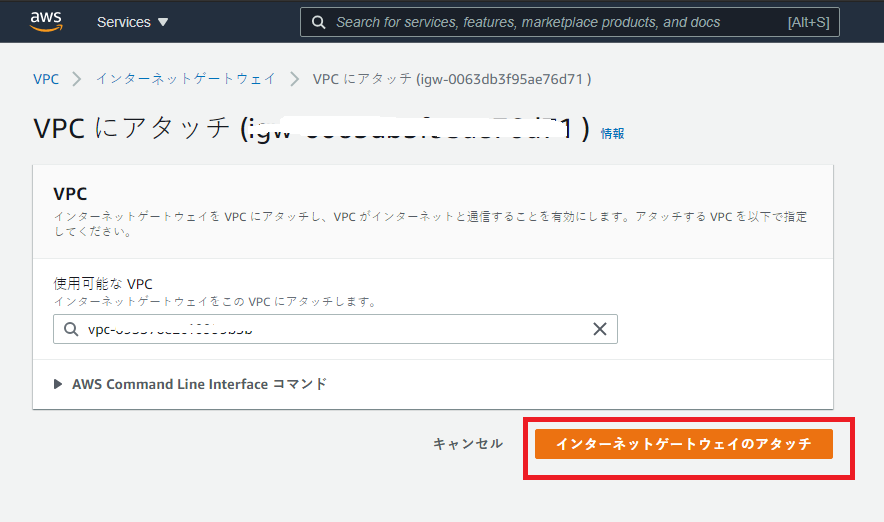 aws
Services
Search for services, features, marketplace products, and docs
[Alt+S]
VPC
インターネットゲートウェイ
VPC にアタッチ (igw-0063db3f95ae76d71 )
VPC にアタッチ (igw- )
情報
VPC
インターネットゲートウェイを VPC にアタッチし、VPC がインターネットと通信することを有効にします。アタッチする VPC を以下で指定
してください。
使用可能な VPC
インターネットゲートウェイをこの VPC にアタッチします。
vpc-
AWS Command Line Interface コマンド
キャンセル
インターネットゲートウェイのアタッチ